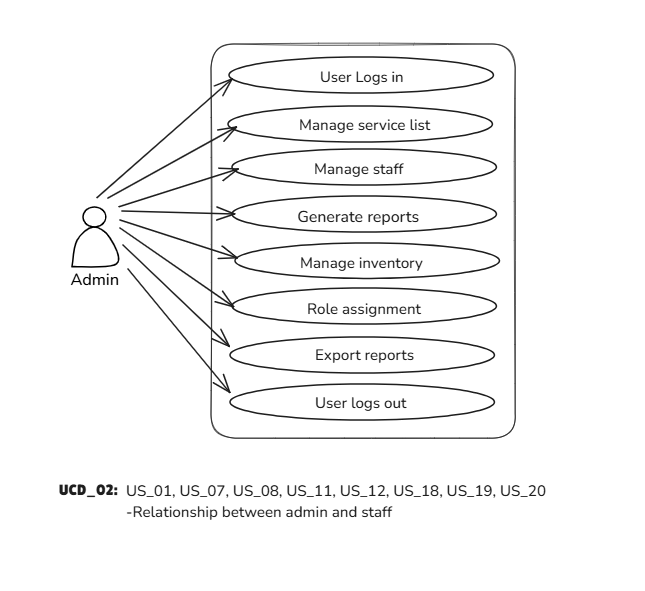 User Logs in
Manage service list
Manage staff
Generate reports
Manage inventory
Role assignment
Export reports
User logs out
Admin
UCD_02: US_01, US_07, US_08, US_11, US_12, US_18, US_19, US_20
-Relationship between admin and staff